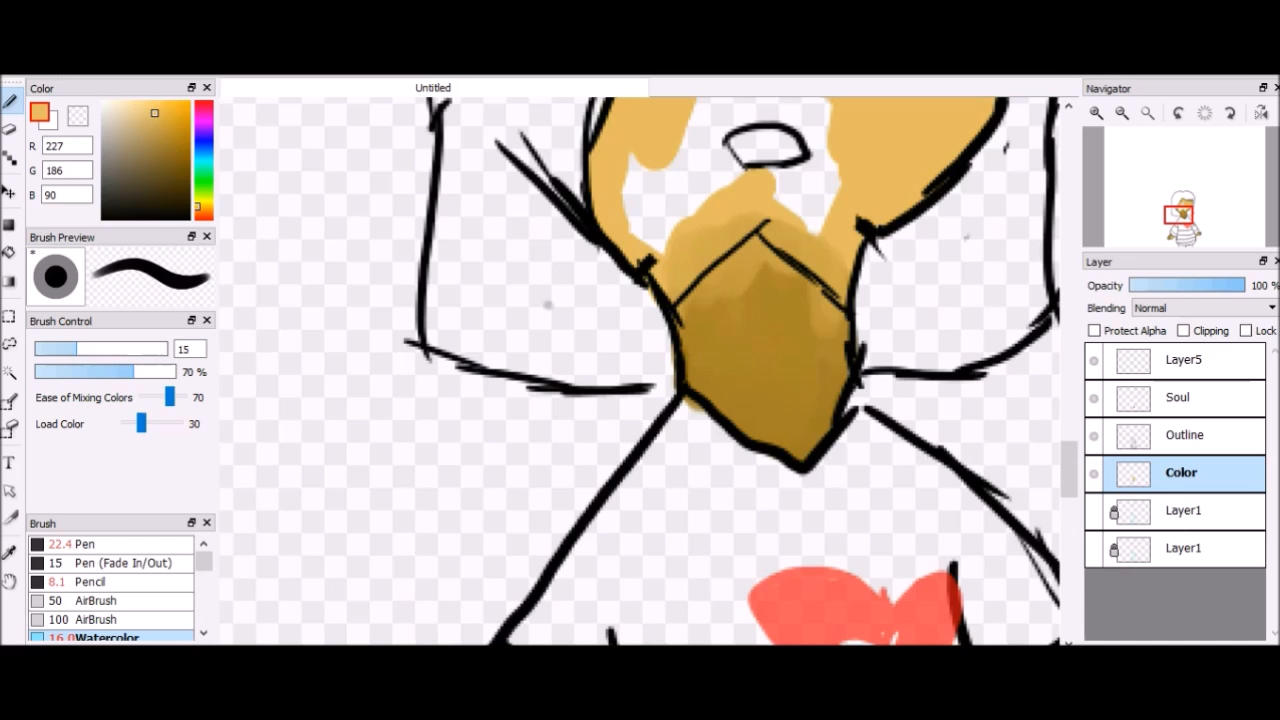 Untitled
Color
R 227
G 186
B 90
Brush Preview
*
Brush Control
15
70 %
Ease of Mixing Colors 70
Load Color 30
Brush
22.4 Pen
15 Pen (Fade In/Out)
8.1 Pencil
50 AirBrush
100 AirBrush
16.0 Watercolor
T
Navigator
Layer
Opacity 100 %
Blending Normal
Protect Alpha Clipping Lock
Layer5
Soul
Outline
Color
Layer1
Layer1